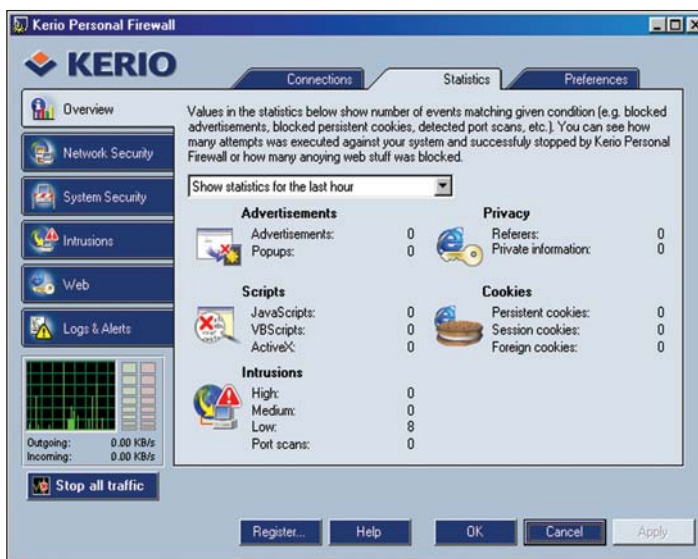 Kerio Personal Firewall
KERIO
Connections
Statistics
Preferences
Overview
Network Security
System Security
Intrusions
Web
Logs & Alerts
Outgoing: 0.00 KB/s
Incoming: 0.00 KB/s
Stop all traffic
Values in the statistics below show number of events matching given condition (e.g. blocked
advertisements, blocked persistent cookies, detected port scans, etc.). You can see how
many attempts was executed against your system and successfuly stopped by Kerio Personal
Firewall or how many anoying web stuff was blocked.
Show statistics for the last hour
Advertisements
Advertisements: 0
Popups: 0
Privacy
Referers: 0
Private information: 0
Scripts
JavaScripts: 0
VBScripts: 0
ActiveX: 0
Cookies
Persistent cookies: 0
Session cookies: 0
Foreign cookies: 0
Intrusions
High: 0
Medium: 0
Low: 8
Port scans: 0
Register...
Help
OK
Cancel
Apply